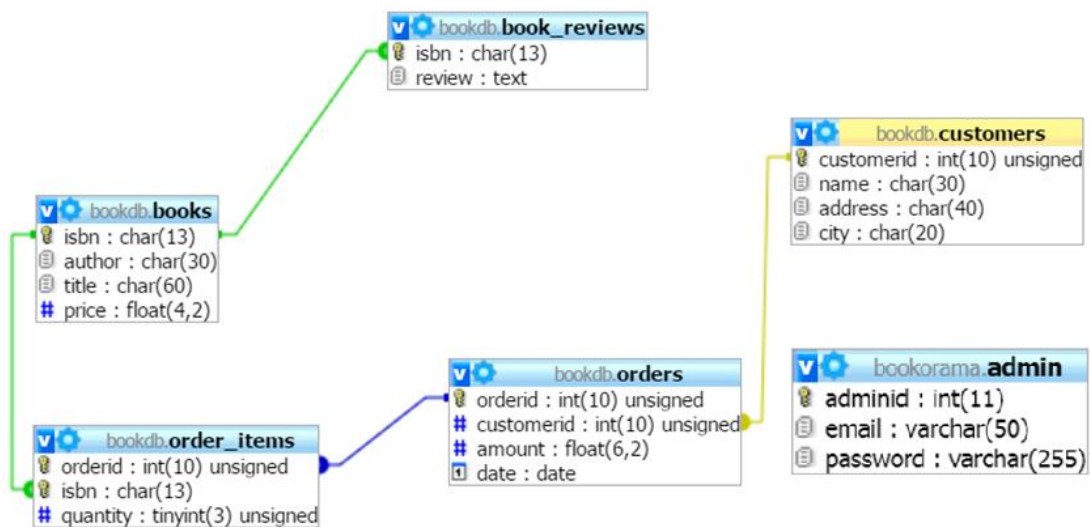 bookdb.book_reviews
isbn : char(13)
review : text
bookdb.customers
customerid : int(10) unsigned
name : char(30)
address : char(40)
city : char(20)
bookdb.books
isbn : char(13)
author : char(30)
title : char(60)
# price : float(4,2)
bookdb.orders
orderid : int(10) unsigned
# customerid : int(10) unsigned
# amount : float(6,2)
date : date
bookorama.admin
adminid : int(11)
email : varchar(50)
password : varchar(255)
bookdb.order_items
orderid : int(10) unsigned
isbn : char(13)
# quantity : tinyint(3) unsigned